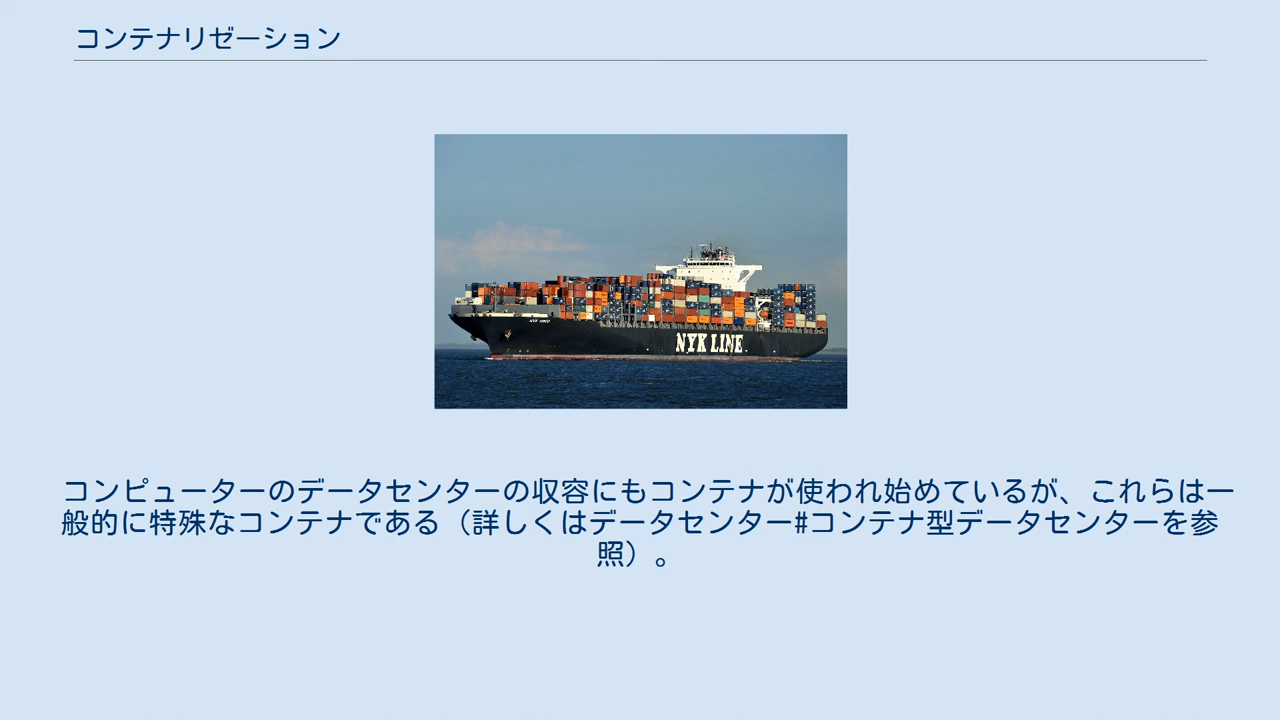 コンテナリゼーション
NYK LINE
コンピューターのデータセンターの収容にもコンテナが使われ始めているが、これらは一
般的に特殊なコンテナである（詳しくはデータセンター#コンテナ型データセンターを参
照）。